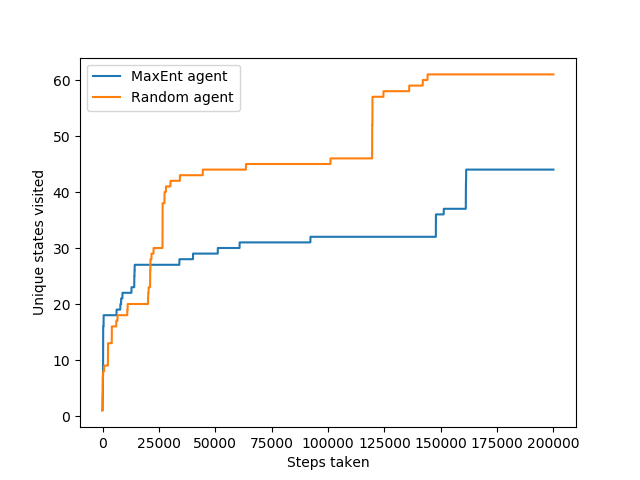 MaxEnt agent
Random agent
Unique states visited
60
50
40
30
20
10
0
0 25000 50000 75000 100000 125000 150000 175000 200000
Steps taken